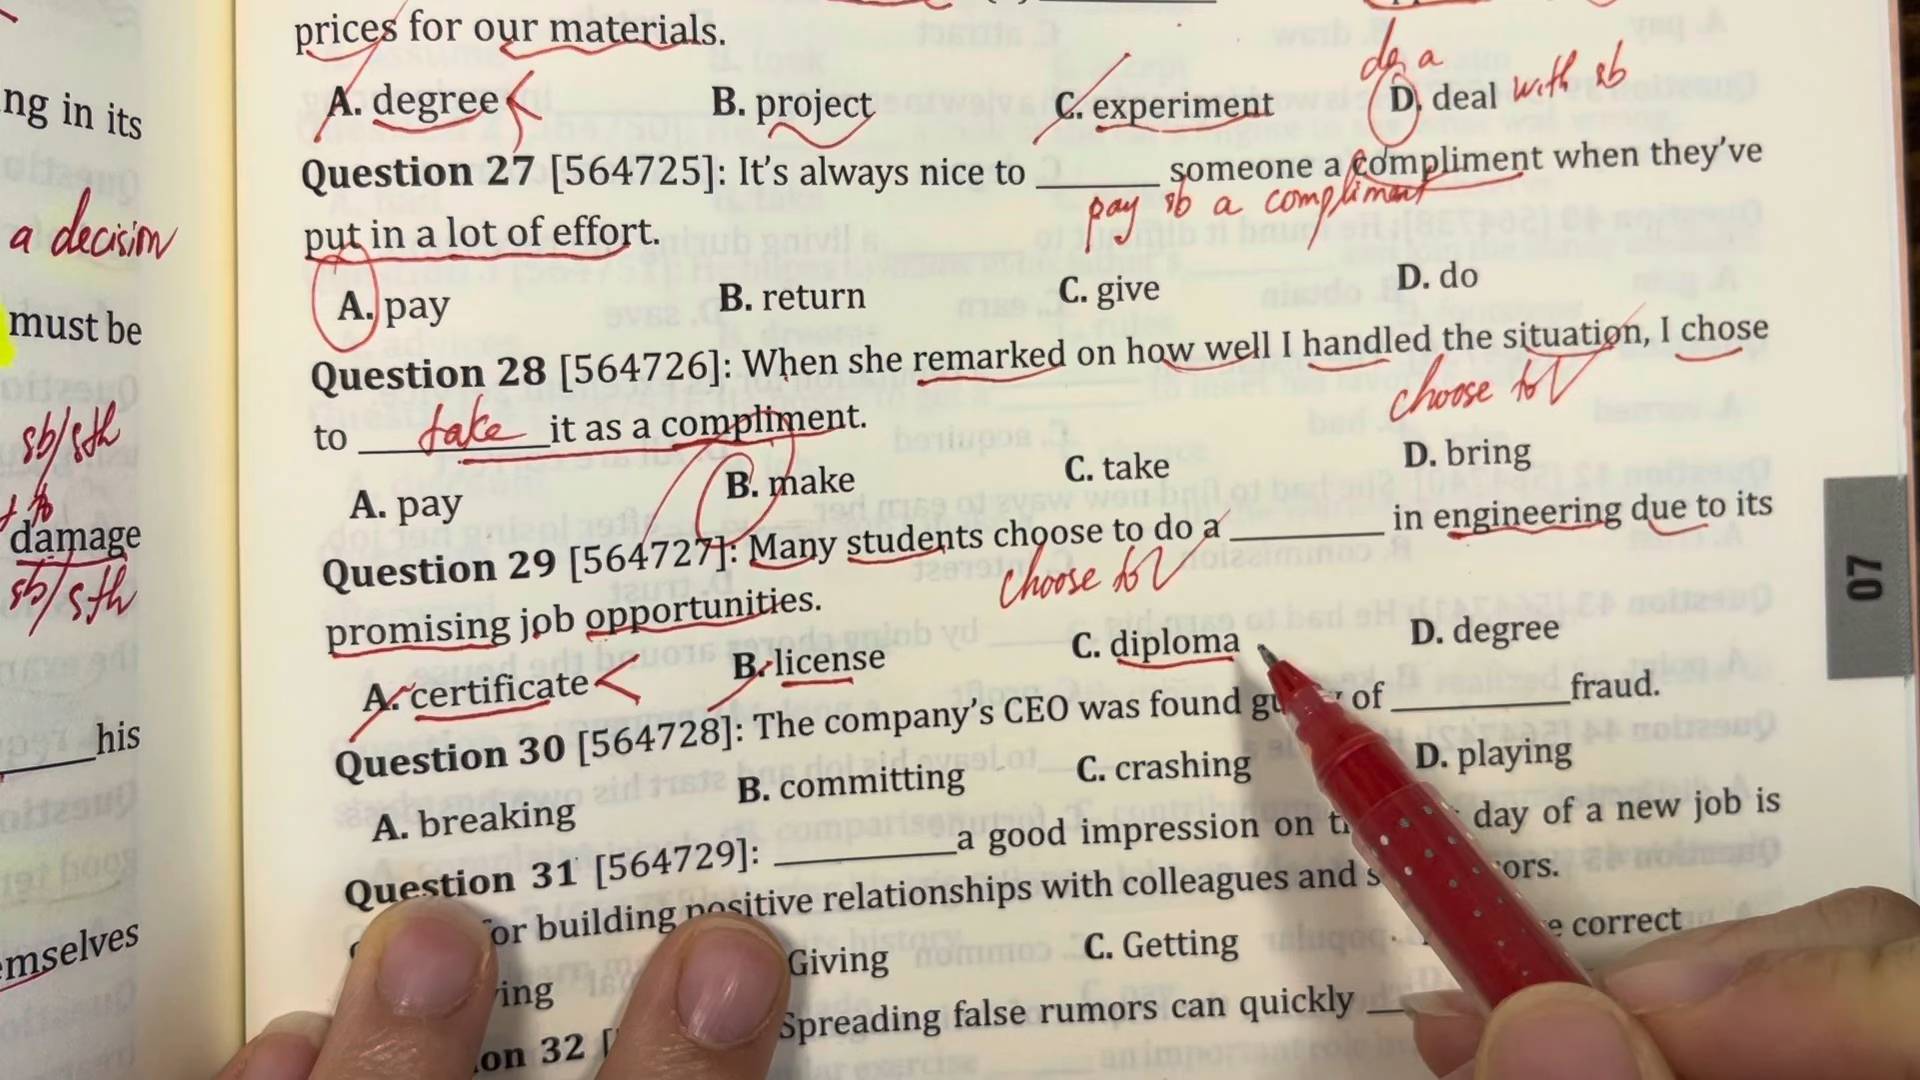 prices for our materials.
do a
A. degree B. project C. experiment D. deal with sb
Question 27 [564725]: It's always nice to ______ someone a compliment when they've
pay sb a compliment
put in a lot of effort.
A. pay B. return C. give D. do
Question 28 [564726]: When she remarked on how well I handled the situation, I chose
choose to V
to take it as a compliment.
A. pay B. make C. take D. bring
Question 29 [564727]: Many students choose to do a ______ in engineering due to its
choose to V
promising job opportunities.
A. certificate B. license C. diploma D. degree
Question 30 [564728]: The company's CEO was found of ______ fraud.
A. breaking B. committing C. crashing D. playing
Question 31 [564729]: ______ a good impression on day of a new job is
for building positive relationships with colleagues and
Giving C. Getting correct
32 Spreading false rumors can quickly
ng in its
a decision
must be
sb/sth
to
damage
sb/sth
his
emselves
07